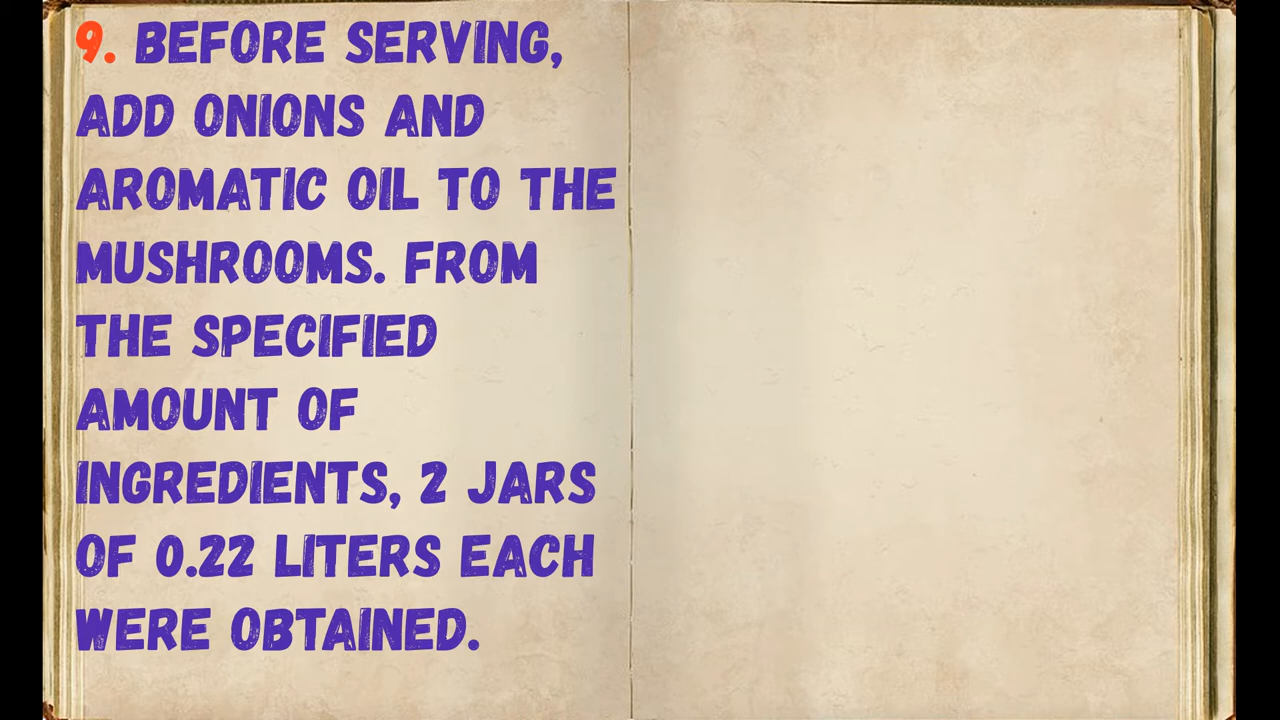 9. BEFORE SERVING,
ADD ONIONS AND
AROMATIC OIL TO THE
MUSHROOMS. FROM
THE SPECIFIED
AMOUNT OF
INGREDIENTS, 2 JARS
OF 0.22 LITERS EACH
WERE OBTAINED.